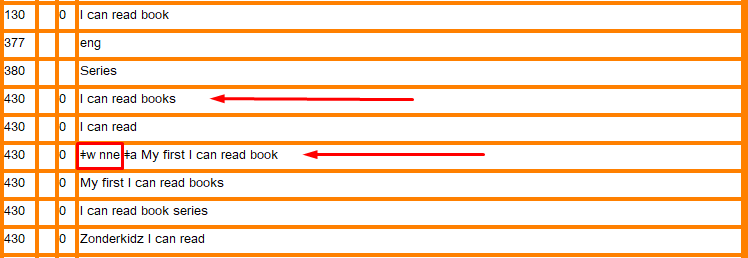 130 0 I can read book
377 eng
380 Series
430 0 I can read books
430 0 I can read
430 0 ǂw nne ǂa My first I can read book
430 0 My first I can read books
430 0 I can read book series
430 0 Zonderkidz I can read